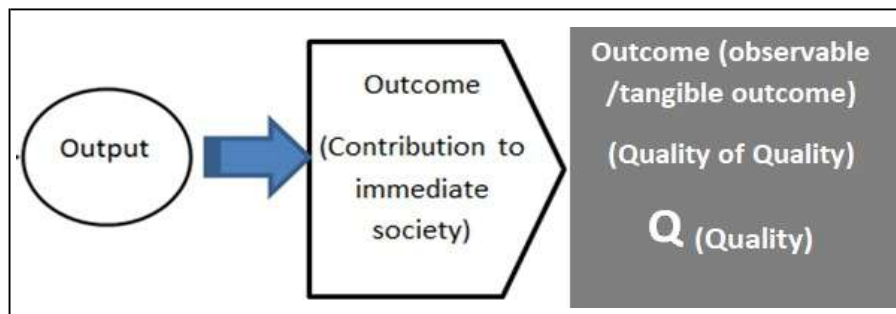 Output
Outcome
(Contribution to
immediate
society)
Outcome (observable
/tangible outcome)
(Quality of Quality)
Q (Quality)